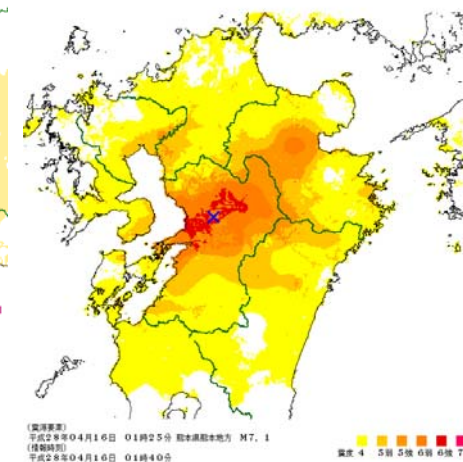 (震源要素)
平成28年04月16日 01時25分 熊本県熊本地方 M7.1
(情報時刻)
平成28年04月16日 01時40分
震度 4 5弱 5強 6弱 6強 7